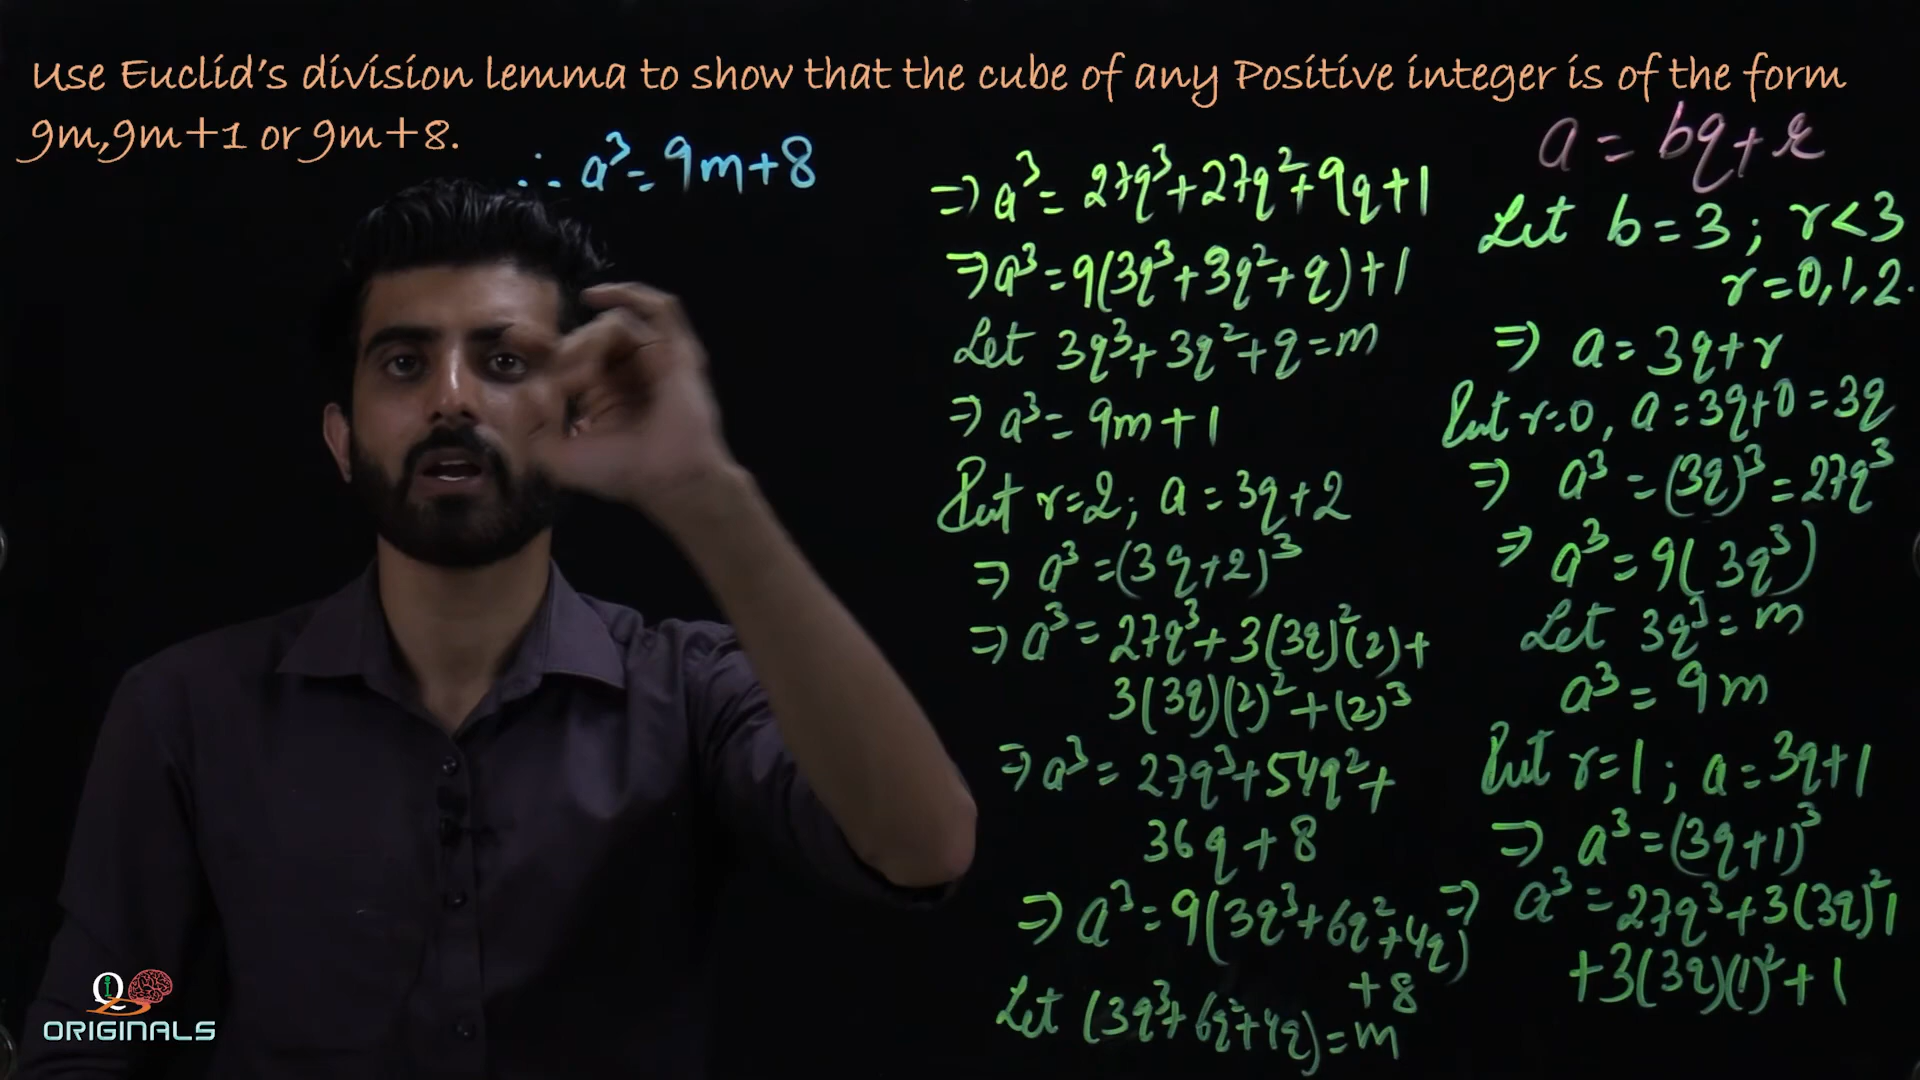 Use Euclid's division lemma to show that the cube of any Positive integer is of the form
9m,9m+1 or 9m+8.
a = bq+r
Let b=3; r<3
r=0,1,2.
⇒ a=3q+r
Put r=0, a=3q+0=3q
⇒ a³=(3q)³=27q³
⇒ a³=9(3q³)
Let 3q³=m
a³=9m
Put r=1; a=3q+1
⇒ a³=(3q+1)³
⇒ a³=27q³+3(3q)²1
+3(3q)(1)²+1
⇒ a³=27q³+27q²+9q+1
⇒ a³=9(3q³+3q²+q)+1
Let 3q³+3q²+q=m
⇒ a³=9m+1
Put r=2; a=3q+2
⇒ a³=(3q+2)³
⇒ a³=27q³+3(3q)²(2)+
3(3q)(2)²+(2)³
⇒ a³=27q³+54q²+
36q+8
⇒ a³=9(3q³+6q²+4q)
+8
Let (3q³+6q²+4q)=m
∴ a³=9m+8
QiD
ORIGINALS